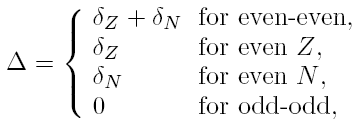 δ_Z + δ_N for even-even,
Δ = { δ_Z for even Z,
δ_N for even N,
0 for odd-odd,